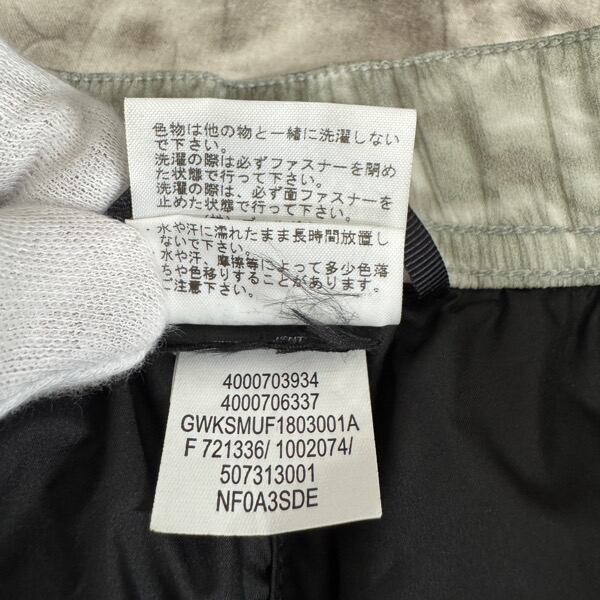 色物は他の物と一緒に洗濯しない
で下さい。
洗濯の際は必ずファスナーを閉め
た状態で行って下さい。
洗濯の際は、必ず面ファスナーを
止めた状態で行って下さい。
水や汗に濡れたまま長時間放置し
ないで下さい。
水や汗、摩擦等によって多少色落
ちや色移りすることがあります。
ご注意下さい。
4000703934
4000706337
GWKSMUF1803001A
F 721336/ 1002074/
507313001
NF0A3SDE